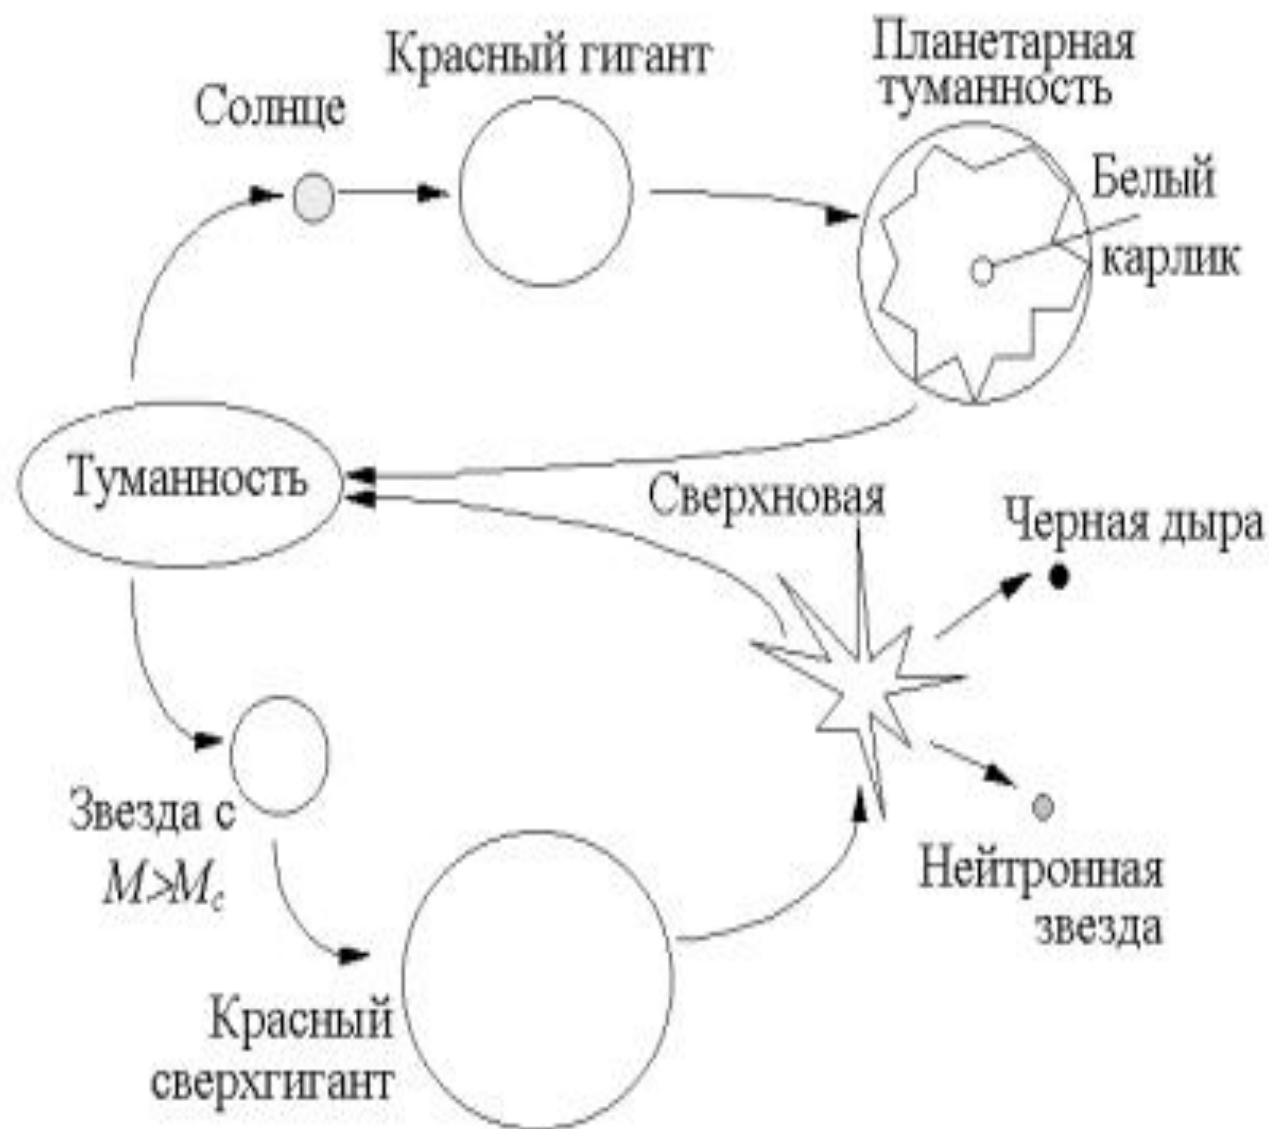 Красный гигант
Планетарная
туманность
Солнце
Белый
карлик
Туманность
Сверхновая
Черная дыра
Звезда с
M>Mc
Нейтронная
звезда
Красный
сверхгигант